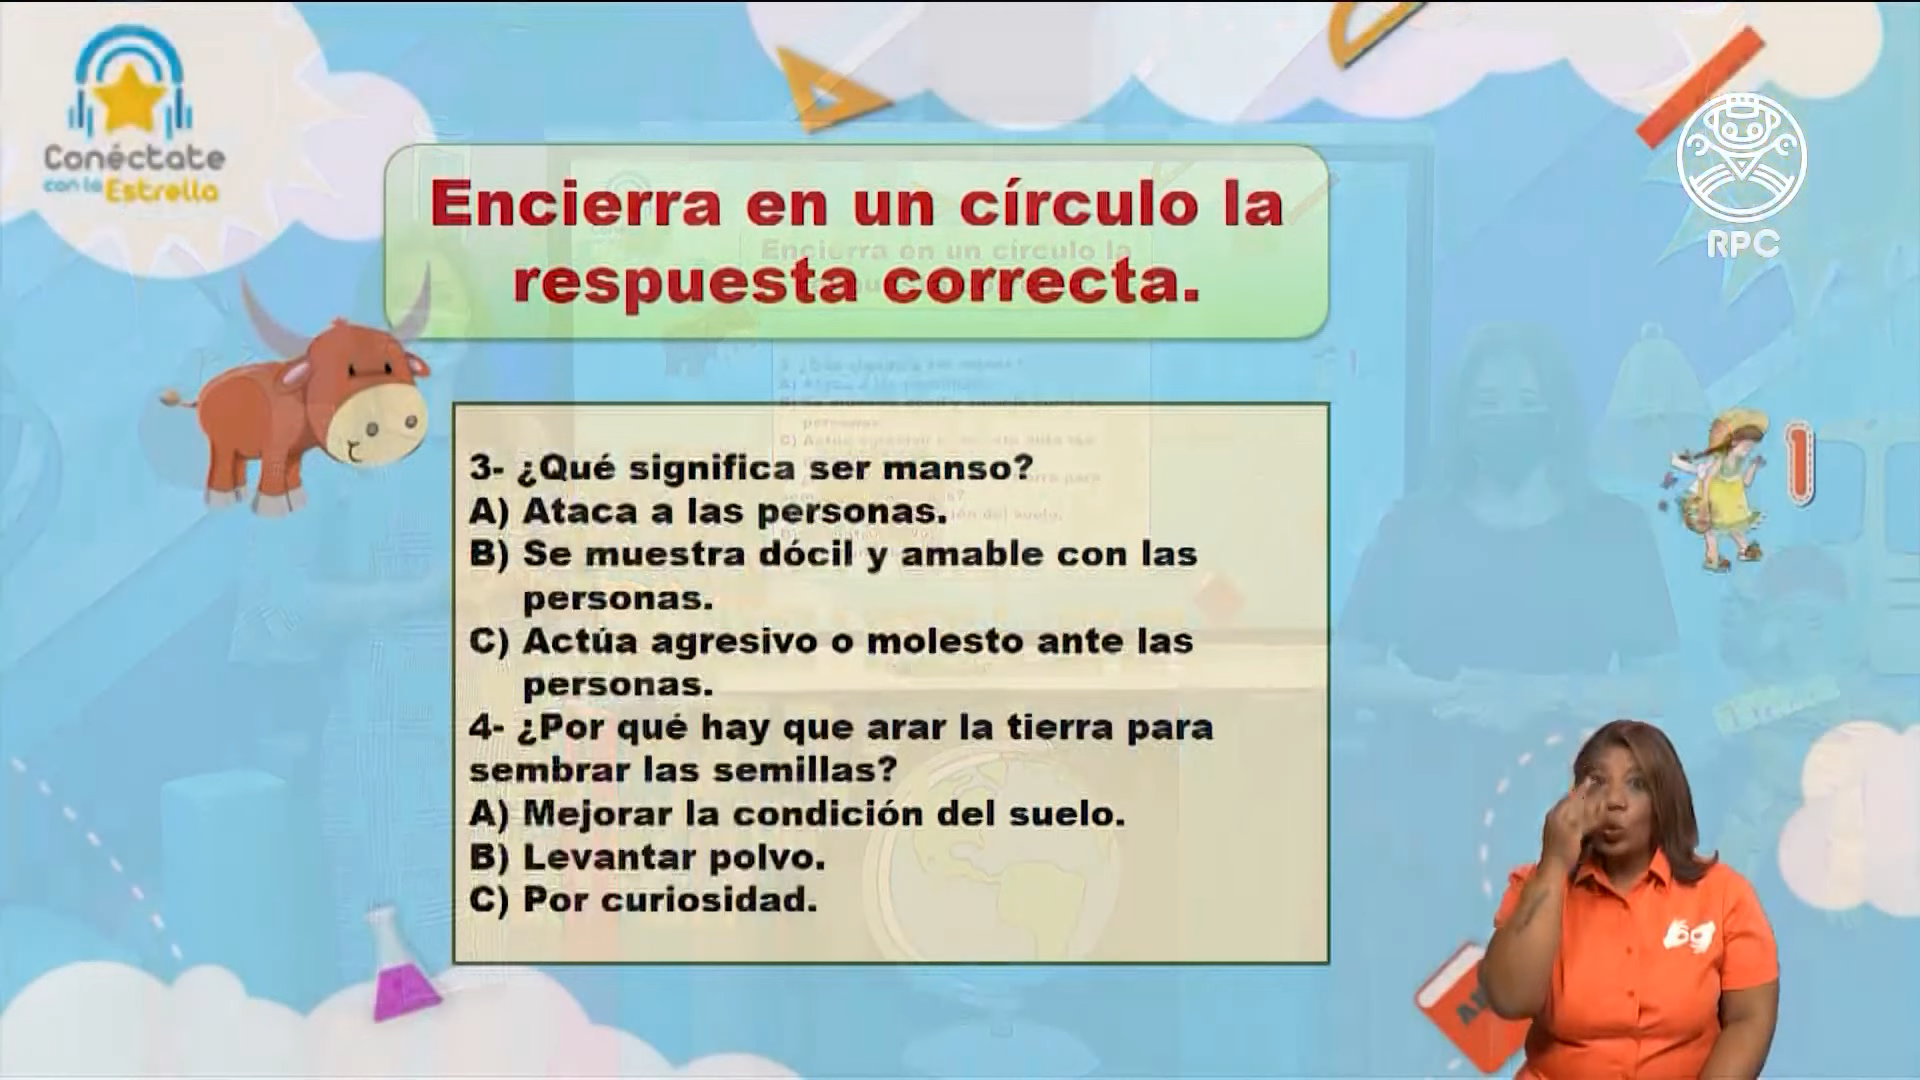 Conéctate
con la Estrella
RPC
Encierra en un círculo la
respuesta correcta.
3- ¿Qué significa ser manso?
A) Ataca a las personas.
B) Se muestra dócil y amable con las
personas.
C) Actúa agresivo o molesto ante las
personas.
4- ¿Por qué hay que arar la tierra para
sembrar las semillas?
A) Mejorar la condición del suelo.
B) Levantar polvo.
C) Por curiosidad.